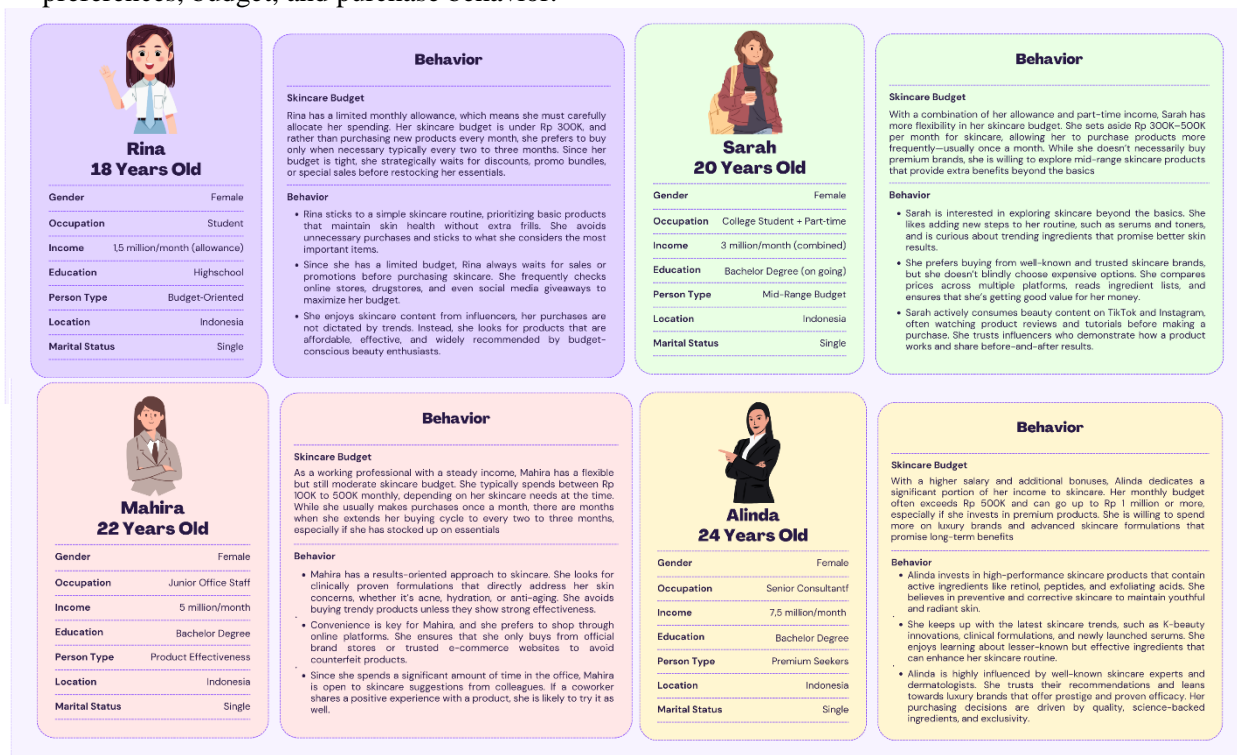 preferences, budget, and purchase behavior.
Rina
18 Years Old
Gender Female
Occupation Student
Income 1,5 million/month (allowance)
Education Highschool
Person Type Budget-Oriented
Location Indonesia
Marital Status Single
Behavior
Skincare Budget
Rina has a limited monthly allowance, which means she must carefully
allocate her spending. Her skincare budget is under Rp 300K, and
rather than purchasing new products every month, she prefers to buy
only when necessary typically every two to three months. Since her
budget is tight, she strategically waits for discounts, promo bundles,
or special sales before restocking her essentials.
Behavior
• Rina sticks to a simple skincare routine, prioritizing basic products
that maintain skin health without extra frills. She avoids
unnecessary purchases and sticks to what she considers the most
important items.
• Since she has a limited budget, Rina always waits for sales or
promotions before purchasing skincare. She frequently checks
online stores, drugstores, and even social media giveaways to
maximize her budget.
• She enjoys skincare content from influencers, her purchases are
not dictated by trends. Instead, she looks for products that are
affordable, effective, and widely recommended by budget-
conscious beauty enthusiasts.
Sarah
20 Years Old
Gender Female
Occupation College Student + Part-time
Income 3 million/month (combined)
Education Bachelor Degree (on going)
Person Type Mid-Range Budget
Location Indonesia
Marital Status Single
Behavior
Skincare Budget
With a combination of her allowance and part-time income, Sarah has
more flexibility in her skincare budget. She sets aside Rp 300K–500K
per month for skincare, allowing her to purchase products more
frequently—usually once a month. While she doesn't necessarily buy
premium brands, she is willing to explore mid-range skincare products
that provide extra benefits beyond the basics
Behavior
• Sarah is interested in exploring skincare beyond the basics. She
likes adding new steps to her routine, such as serums and toners,
and is curious about trending ingredients that promise better skin
results.
• She prefers buying from well-known and trusted skincare brands,
but she doesn't blindly choose expensive options. She compares
prices across multiple platforms, reads ingredient lists, and
ensures that she's getting good value for her money.
• Sarah actively consumes beauty content on TikTok and Instagram,
often watching product reviews and tutorials before making a
purchase. She trusts influencers who demonstrate how a product
works and share before-and-after results.
Mahira
22 Years Old
Gender Female
Occupation Junior Office Staff
Income 5 million/month
Education Bachelor Degree
Person Type Product Effectiveness
Location Indonesia
Marital Status Single
Behavior
Skincare Budget
As a working professional with a steady income, Mahira has a flexible
but still moderate skincare budget. She typically spends between Rp
100K to 500K monthly, depending on her skincare needs at the time.
While she usually makes purchases once a month, there are months
when she extends her buying cycle to every two to three months,
especially if she has stocked up on essentials
Behavior
• Mahira has a results-oriented approach to skincare. She looks for
clinically proven formulations that directly address her skin
concerns, whether it's acne, hydration, or anti-aging. She avoids
buying trendy products unless they show strong effectiveness.
• Convenience is key for Mahira, and she prefers to shop through
online platforms. She ensures that she only buys from official
brand stores or trusted e-commerce websites to avoid
counterfeit products.
• Since she spends a significant amount of time in the office, Mahira
is open to skincare suggestions from colleagues. If a coworker
shares a positive experience with a product, she is likely to try it as
well.
Alinda
24 Years Old
Gender Female
Occupation Senior Consultantf
Income 7,5 million/month
Education Bachelor Degree
Person Type Premium Seekers
Location Indonesia
Marital Status Single
Behavior
Skincare Budget
With a higher salary and additional bonuses, Alinda dedicates a
significant portion of her income to skincare. Her monthly budget
often exceeds Rp 500K and can go up to Rp 1 million or more,
especially if she invests in premium products. She is willing to spend
more on luxury brands and advanced skincare formulations that
promise long-term benefits
Behavior
• Alinda invests in high-performance skincare products that contain
active ingredients like retinol, peptides, and exfoliating acids. She
believes in preventive and corrective skincare to maintain youthful
and radiant skin.
• She keeps up with the latest skincare trends, such as K-beauty
innovations, clinical formulations, and newly launched serums. She
enjoys learning about lesser-known but effective ingredients that
can enhance her skincare routine.
• Alinda is highly influenced by well-known skincare experts and
dermatologists. She trusts their recommendations and leans
towards luxury brands that offer prestige and proven efficacy. Her
purchasing decisions are driven by quality, science-backed
ingredients, and exclusivity.